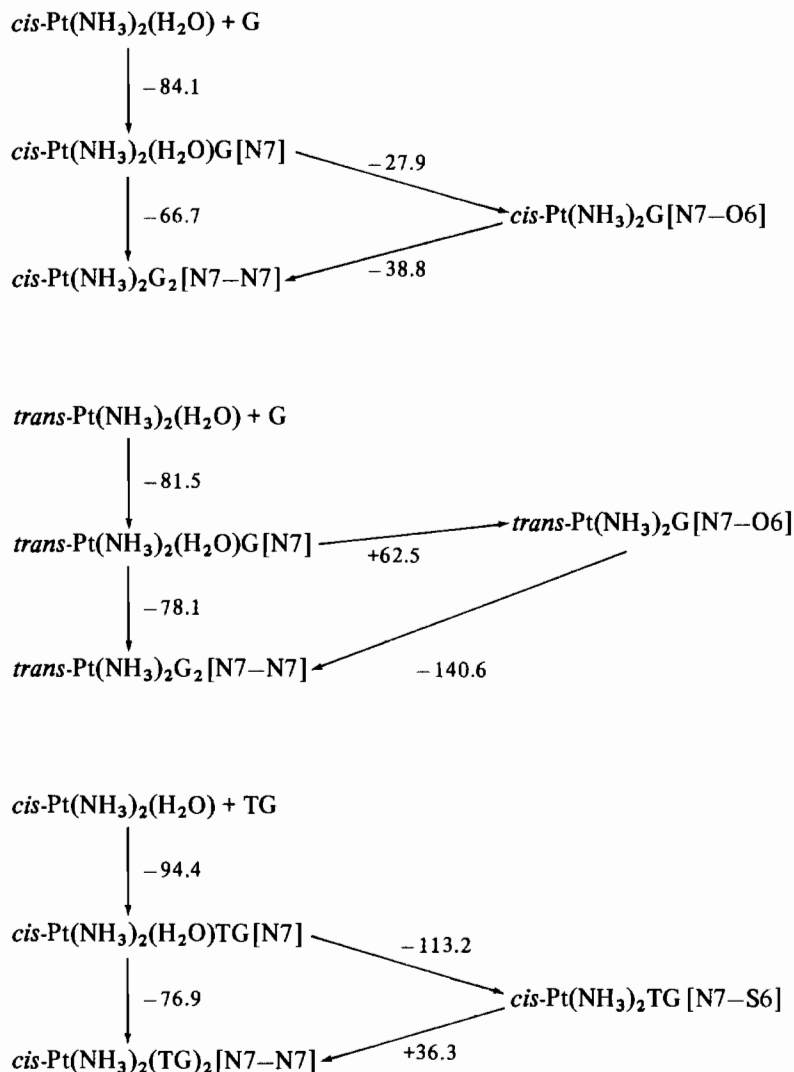 cis-Pt(NH₃)₂(H₂O) + G
−84.1
cis-Pt(NH₃)₂(H₂O)G[N7]
−27.9
−66.7
cis-Pt(NH₃)₂G[N7−O6]
−38.8
cis-Pt(NH₃)₂G₂[N7−N7]
trans-Pt(NH₃)₂(H₂O) + G
−81.5
trans-Pt(NH₃)₂(H₂O)G[N7]
+62.5
trans-Pt(NH₃)₂G[N7−O6]
−78.1
trans-Pt(NH₃)₂G₂[N7−N7]
−140.6
cis-Pt(NH₃)₂(H₂O) + TG
−94.4
cis-Pt(NH₃)₂(H₂O)TG[N7]
−113.2
−76.9
cis-Pt(NH₃)₂TG[N7−S6]
+36.3
cis-Pt(NH₃)₂(TG)₂[N7−N7]